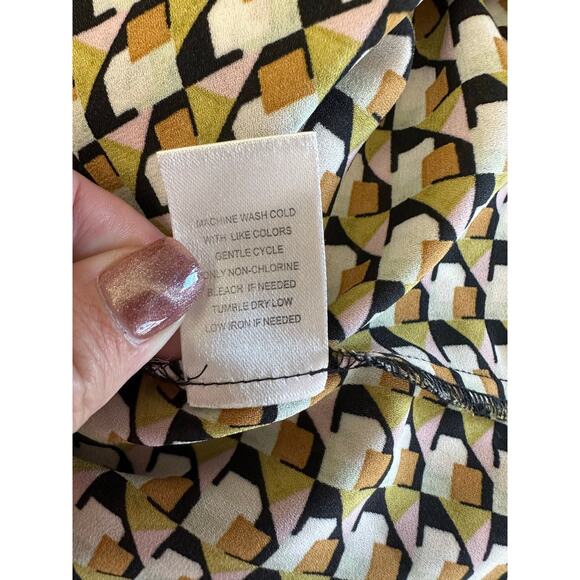 MACHINE WASH COLD
WITH LIKE COLORS
GENTLE CYCLE
ONLY NON-CHLORINE
BLEACH IF NEEDED
TUMBLE DRY LOW
LOW IRON IF NEEDED